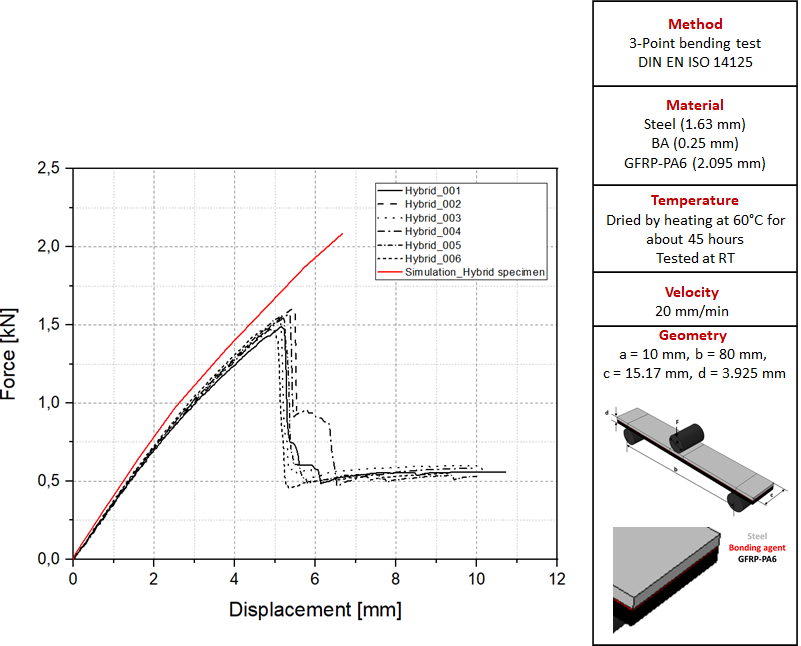 2,5
2,0
1,5
1,0
0,5
0,0
0
2
4
6
8
10
12
Force [kN]
Displacement [mm]
Hybrid_001
Hybrid_002
Hybrid_003
Hybrid_004
Hybrid_005
Hybrid_006
Simulation_Hybrid specimen
Method
3-Point bending test
DIN EN ISO 14125
Material
Steel (1.63 mm)
BA (0.25 mm)
GFRP-PA6 (2.095 mm)
Temperature
Dried by heating at 60°C for
about 45 hours
Tested at RT
Velocity
20 mm/min
Geometry
a = 10 mm, b = 80 mm,
c = 15.17 mm, d = 3.925 mm
d
F
b
c
a
Steel
Bonding agent
GFRP-PA6